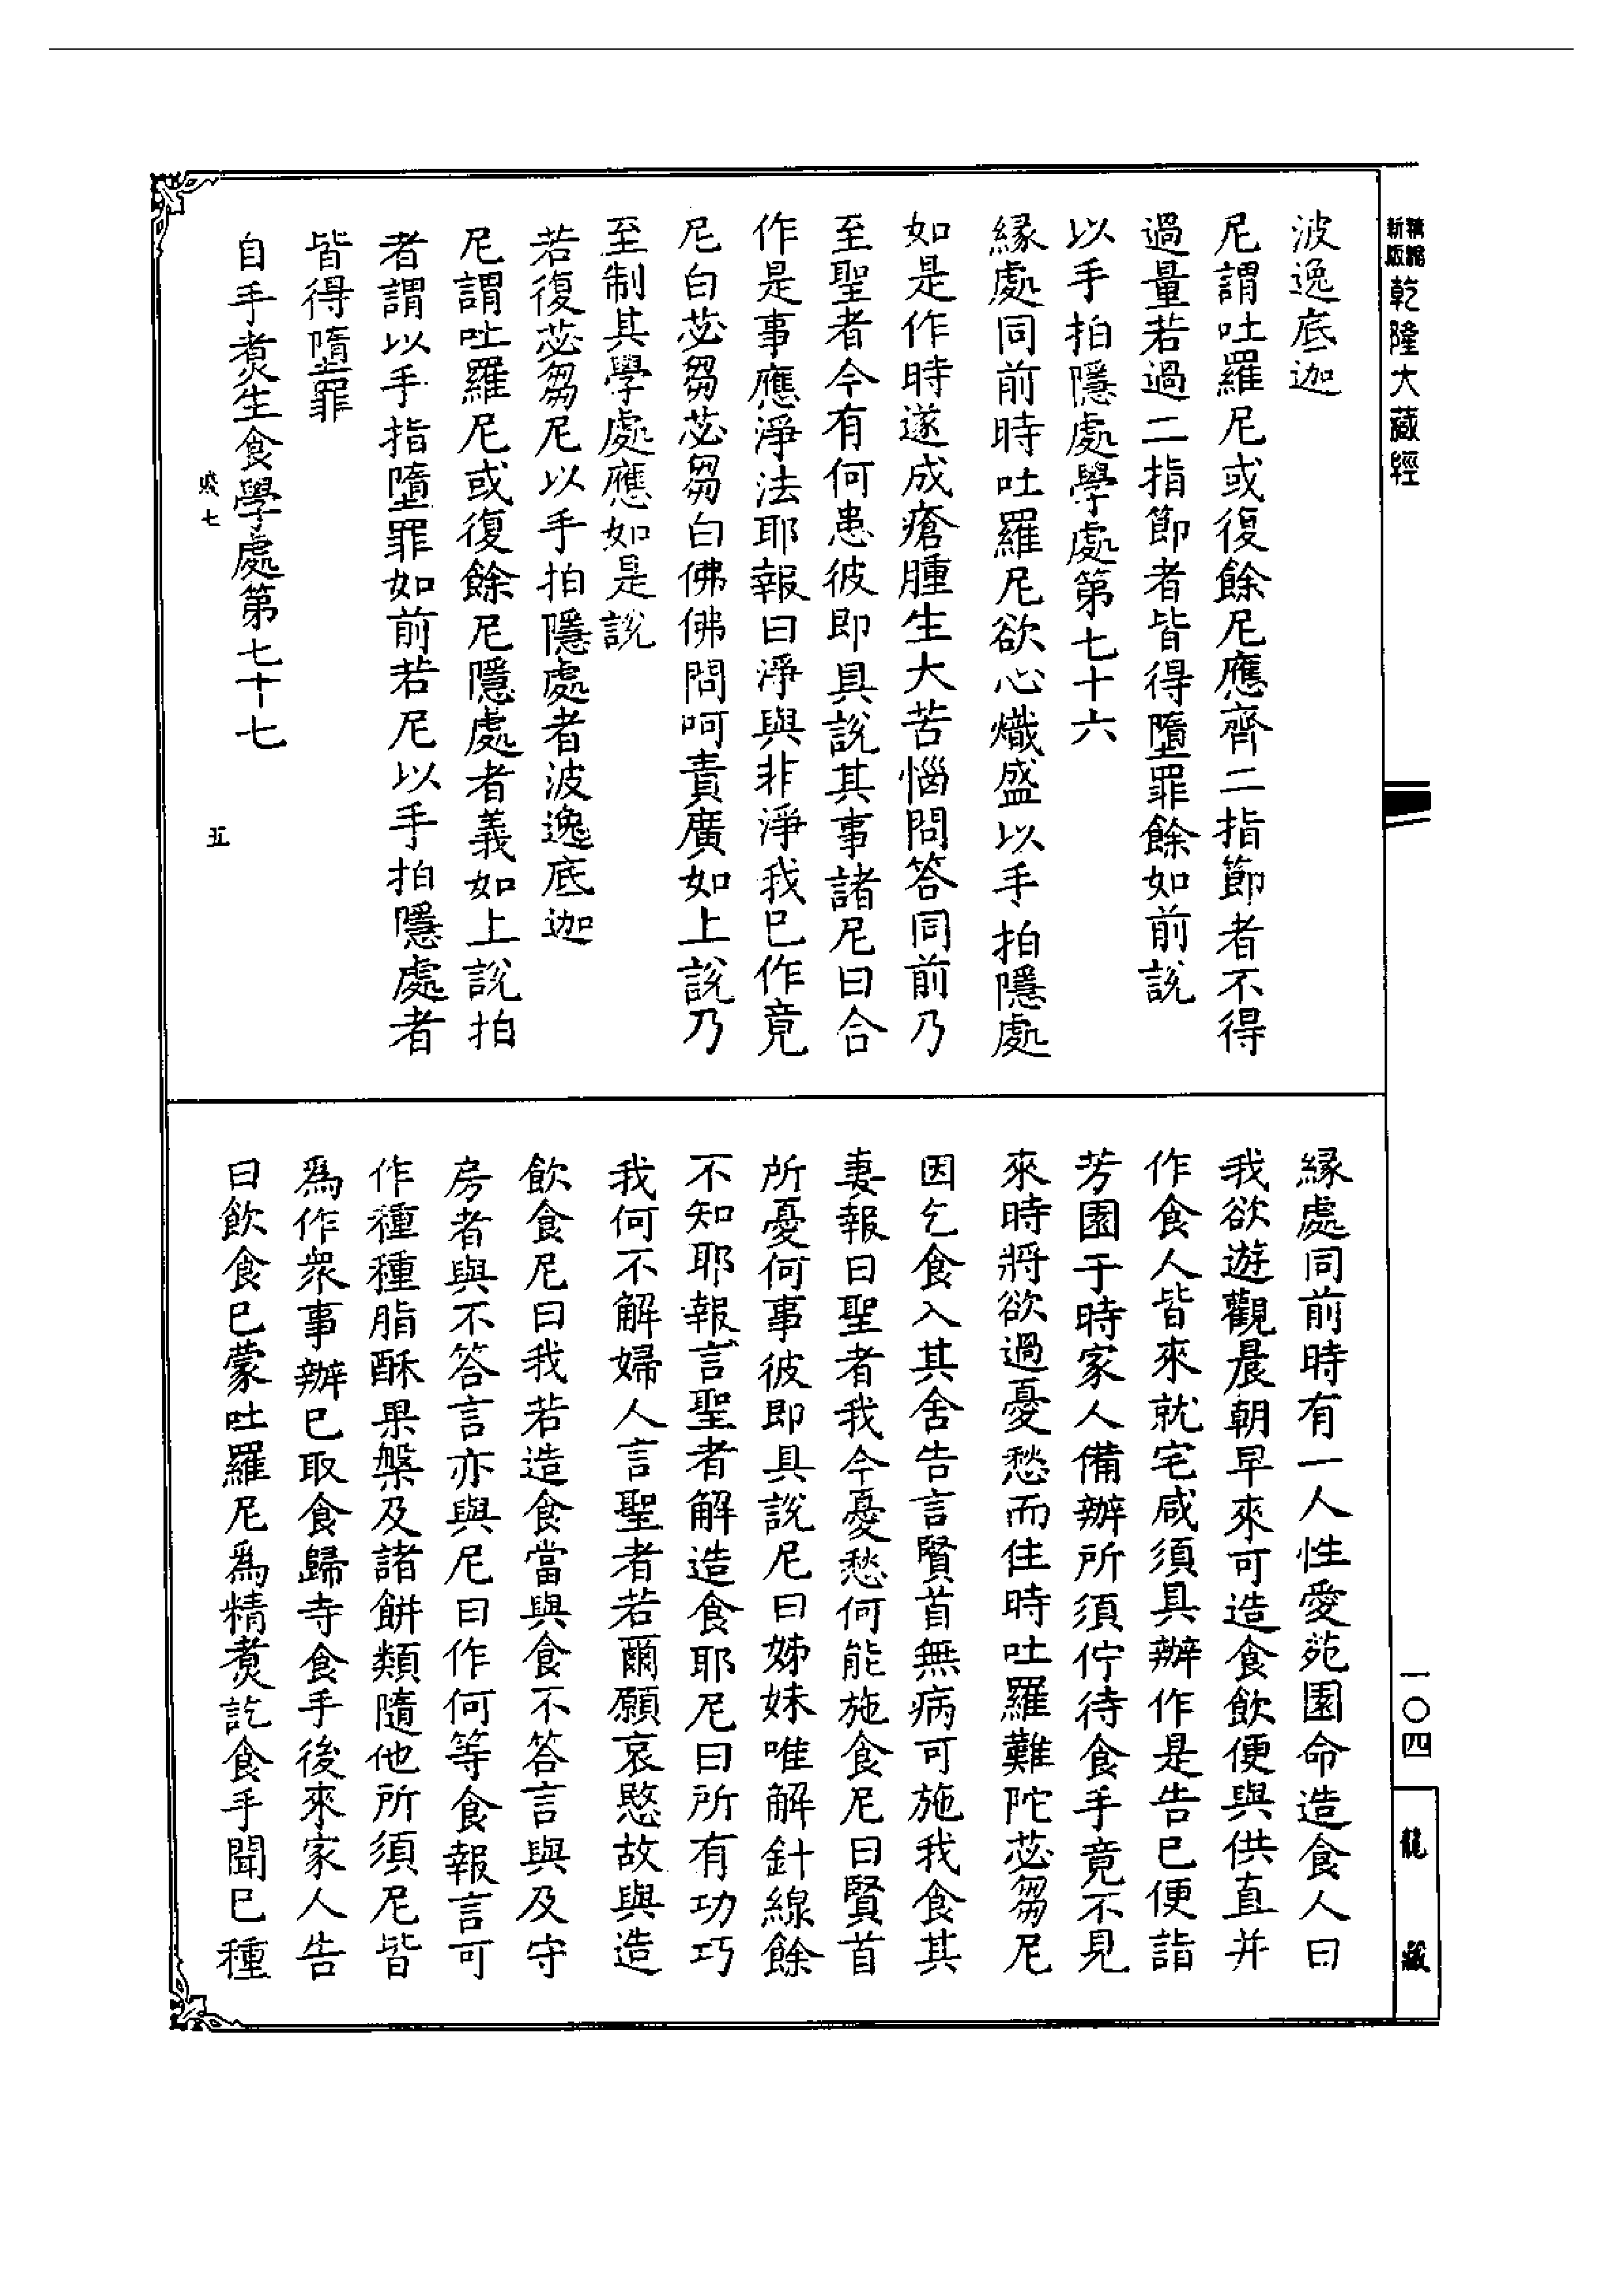 新版
乾隆大藏經
波逸底迦
尼謂吐羅尼或復餘尼應齊二指節者不得
過量若過二指節者皆得墮罪餘如前說
以手拍隱處學處第七十六
緣處同前時吐羅尼欲心熾盛以手拍隱處
如是作時遂成瘡腫生大苦惱問答同前乃
至聖者今有何患彼即具說其事諸尼曰合
作是事應淨法耶報曰淨與非淨我已作竟
尼白苾芻苾芻白佛佛問呵責廣如上說乃
至制其學處應如是說
若復苾芻尼以手拍隱處者波逸底迦
尼謂吐羅尼或復餘尼隱處者義如上說拍
者謂以手指墮罪如前若尼以手拍隱處者
皆得墮罪
自手煑生食學處第七十七
七
五
緣處同前時有一人性愛苑園命造食人曰
我欲遊觀晨朝早來可造食飲便與供直并
作食人皆來就宅咸須具辦作是告已便詣
芳園于時家人備辦所須佇待食手竟不見
來時將欲過憂愁而住時吐羅難陀苾芻尼
因乞食入其舍告言賢首無病可施我食其
妻報曰聖者我今憂愁何能施食尼曰賢首
所憂何事彼即具說尼曰姊妹唯解針線餘
不知耶報言聖者解造食耶尼曰所有功巧
我何不解婦人言聖者若爾願哀愍故與造
飲食尼曰我若造食當與食不答言與及守
房者與不答言亦與尼曰作何等食報言可
作種種脂酥果槃及諸餅類隨他所須尼皆
為作衆事辦已取食歸寺食手後來家人告
曰飲食已蒙吐羅尼為精煑訖食手聞已種
一〇四
龍藏